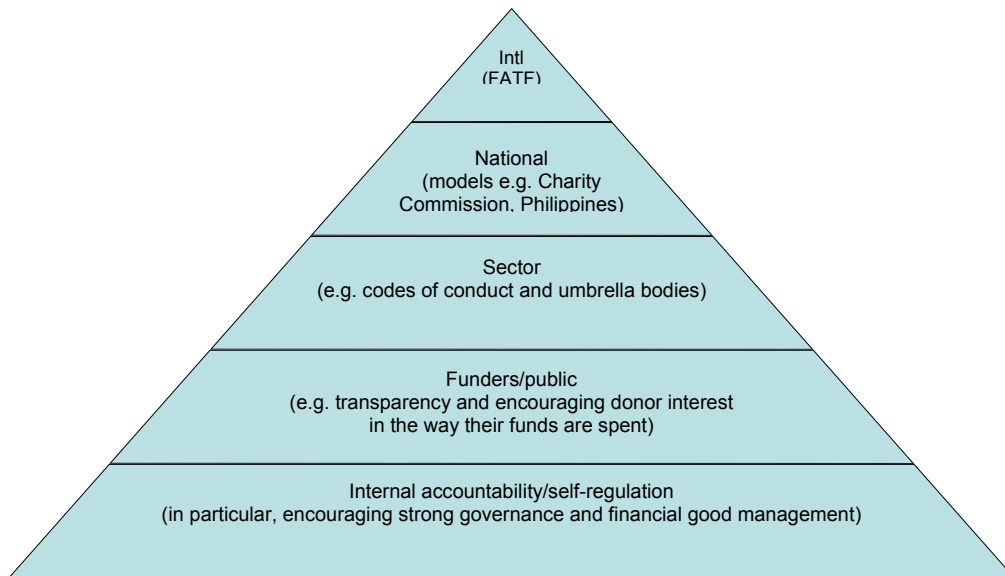 Intl
(FATF)
National
(models e.g. Charity
Commission, Philippines)
Sector
(e.g. codes of conduct and umbrella bodies)
Funders/public
(e.g. transparency and encouraging donor interest
in the way their funds are spent)
Internal accountability/self-regulation
(in particular, encouraging strong governance and financial good management)